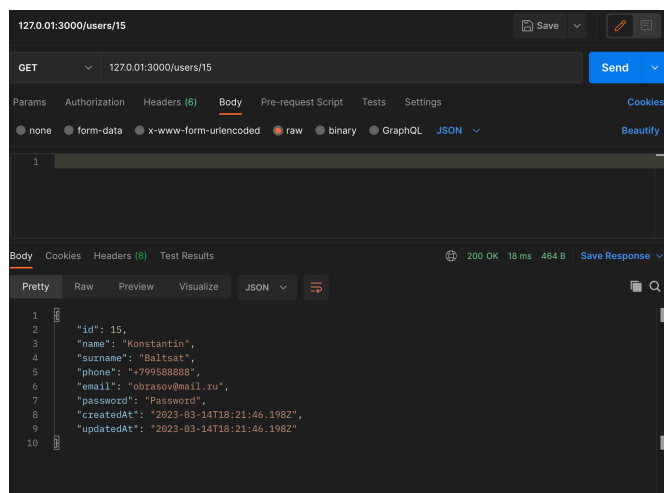 127.0.01:3000/users/15 Save
GET 127.0.01:3000/users/15 Send
Params Authorization Headers (6) Body Pre-request Script Tests Settings Cookies
none form-data x-www-form-urlencoded raw binary GraphQL JSON Beautify
1
Body Cookies Headers (8) Test Results 200 OK 18 ms 464 B Save Response
Pretty Raw Preview Visualize JSON
1 {
2 "id": 15,
3 "name": "Konstantin",
4 "surname": "Baltsat",
5 "phone": "+799588888",
6 "email": "obrasov@mail.ru",
7 "password": "Password",
8 "createdAt": "2023-03-14T18:21:46.198Z",
9 "updatedAt": "2023-03-14T18:21:46.198Z"
10 }